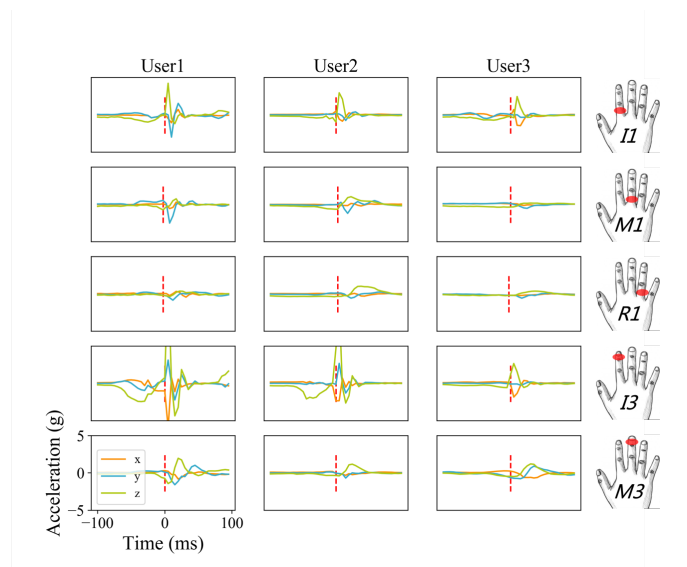 User1 User2 User3
I1
M1
R1
I3
M3
Acceleration (g)
5
0
−5
x
y
z
−100 0 100
Time (ms)